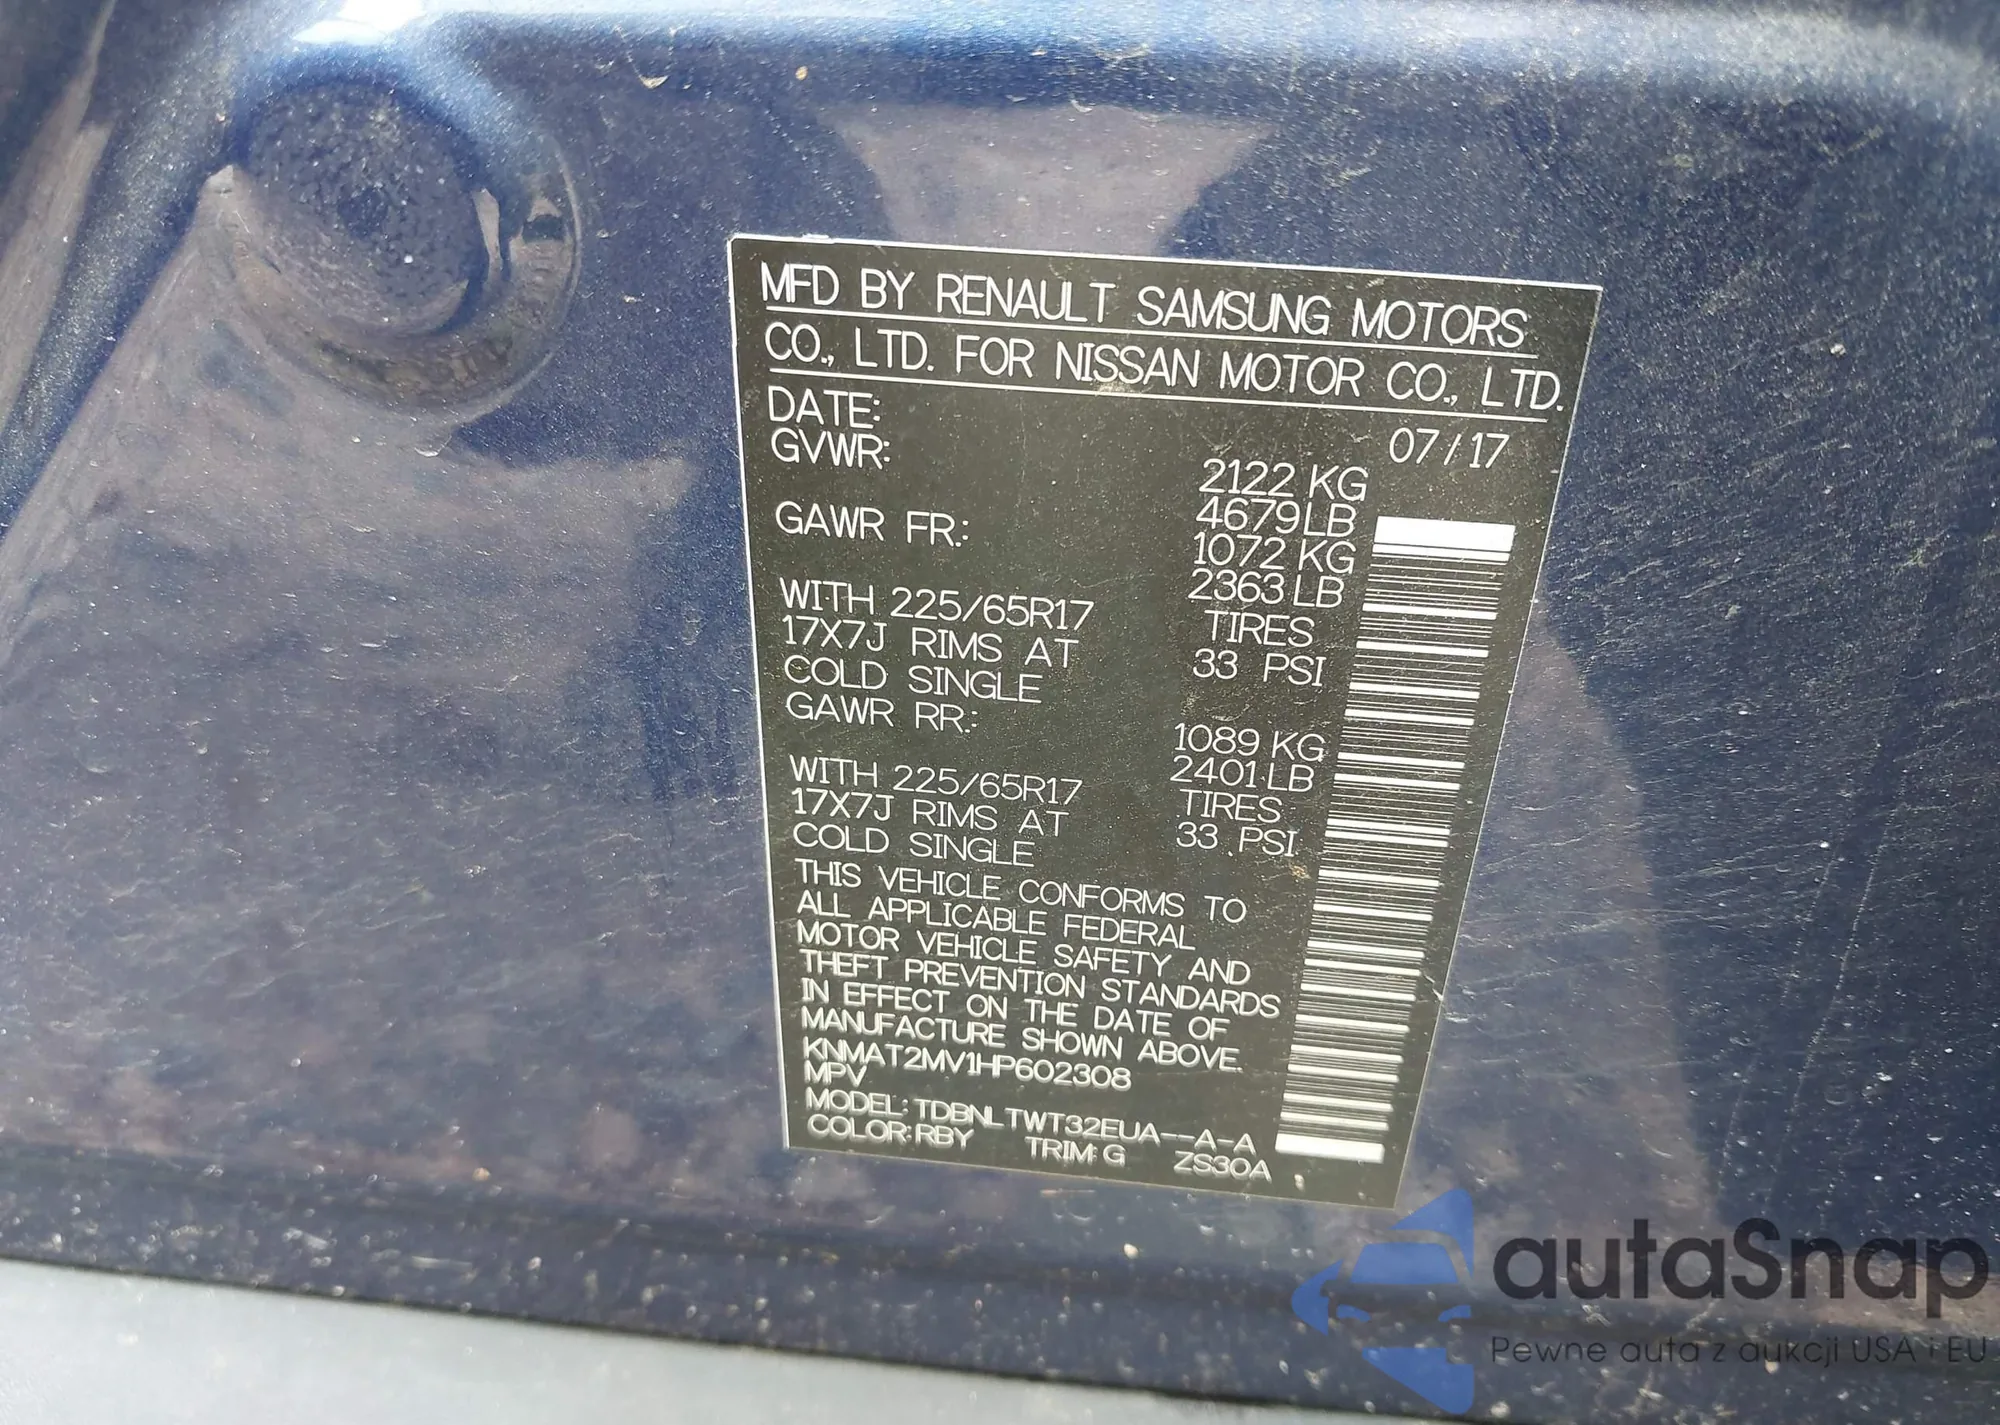 MFD BY RENAULT SAMSUNG MOTORS
CO., LTD. FOR NISSAN MOTOR CO., LTD.
DATE: 07/17
GVWR: 2122 KG
4679LB
GAWR FR.: 1072 KG
2363 LB
WITH 225/65R17 TIRES
17X7J RIMS AT 33 PSI
COLD SINGLE
GAWR RR.: 1089 KG
2401 LB
WITH 225/65R17 TIRES
17X7J RIMS AT 33 PSI
COLD SINGLE
THIS VEHICLE CONFORMS TO
ALL APPLICABLE FEDERAL
MOTOR VEHICLE SAFETY AND
THEFT PREVENTION STANDARDS
IN EFFECT ON THE DATE OF
MANUFACTURE SHOWN ABOVE.
KNMAT2MV1HP602308
MPV
MODEL: TDBNLTWT32EUA--A-A
COLOR: RBY TRIM: G ZS30A
autaSnap
Pewne auta z aukcji USA i EU